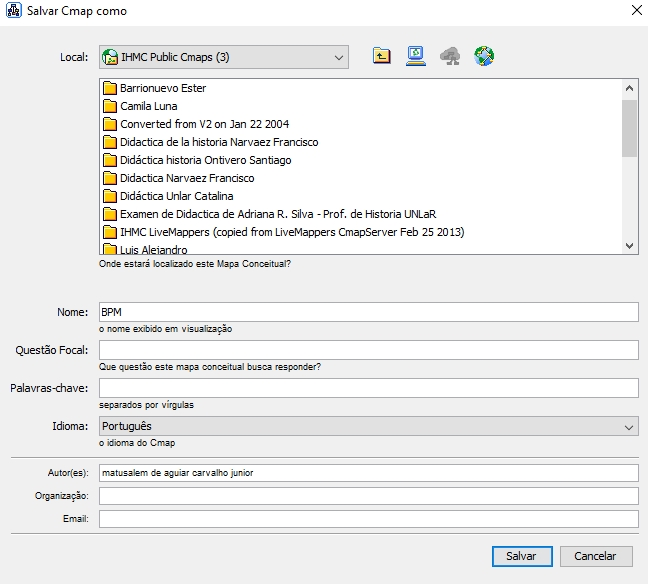 Salvar Cmap como
Local: IHMC Public Cmaps (3)
Barrionuevo Ester
Camila Luna
Converted from V2 on Jan 22 2004
Didactica de la historia Narvaez Francisco
Didáctica historia Ontivero Santiago
Didactica Narvaez Francisco
Didáctica Unlar Catalina
Examen de Didactica de Adriana R. Silva - Prof. de Historia UNLaR
IHMC LiveMappers (copied from LiveMappers CmapServer Feb 25 2013)
Luis Alejandro
Onde estará localizado este Mapa Conceitual?
Nome: BPM
o nome exibido em visualização
Questão Focal:
Que questão este mapa conceitual busca responder?
Palavras-chave:
separados por vírgulas
Idioma: Português
o idioma do Cmap
Autor(es): matusalem de aguiar carvalho junior
Organização:
Email:
Salvar Cancelar